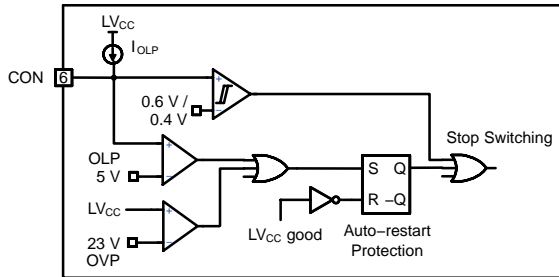 LVCC
IOLP
CON 6
+
−
0.6 V /
0.4 V
Stop Switching
OLP
5 V
+
−
S Q
R −Q
LVCC
+
−
23 V
OVP
LVCC good
Auto−restart
Protection